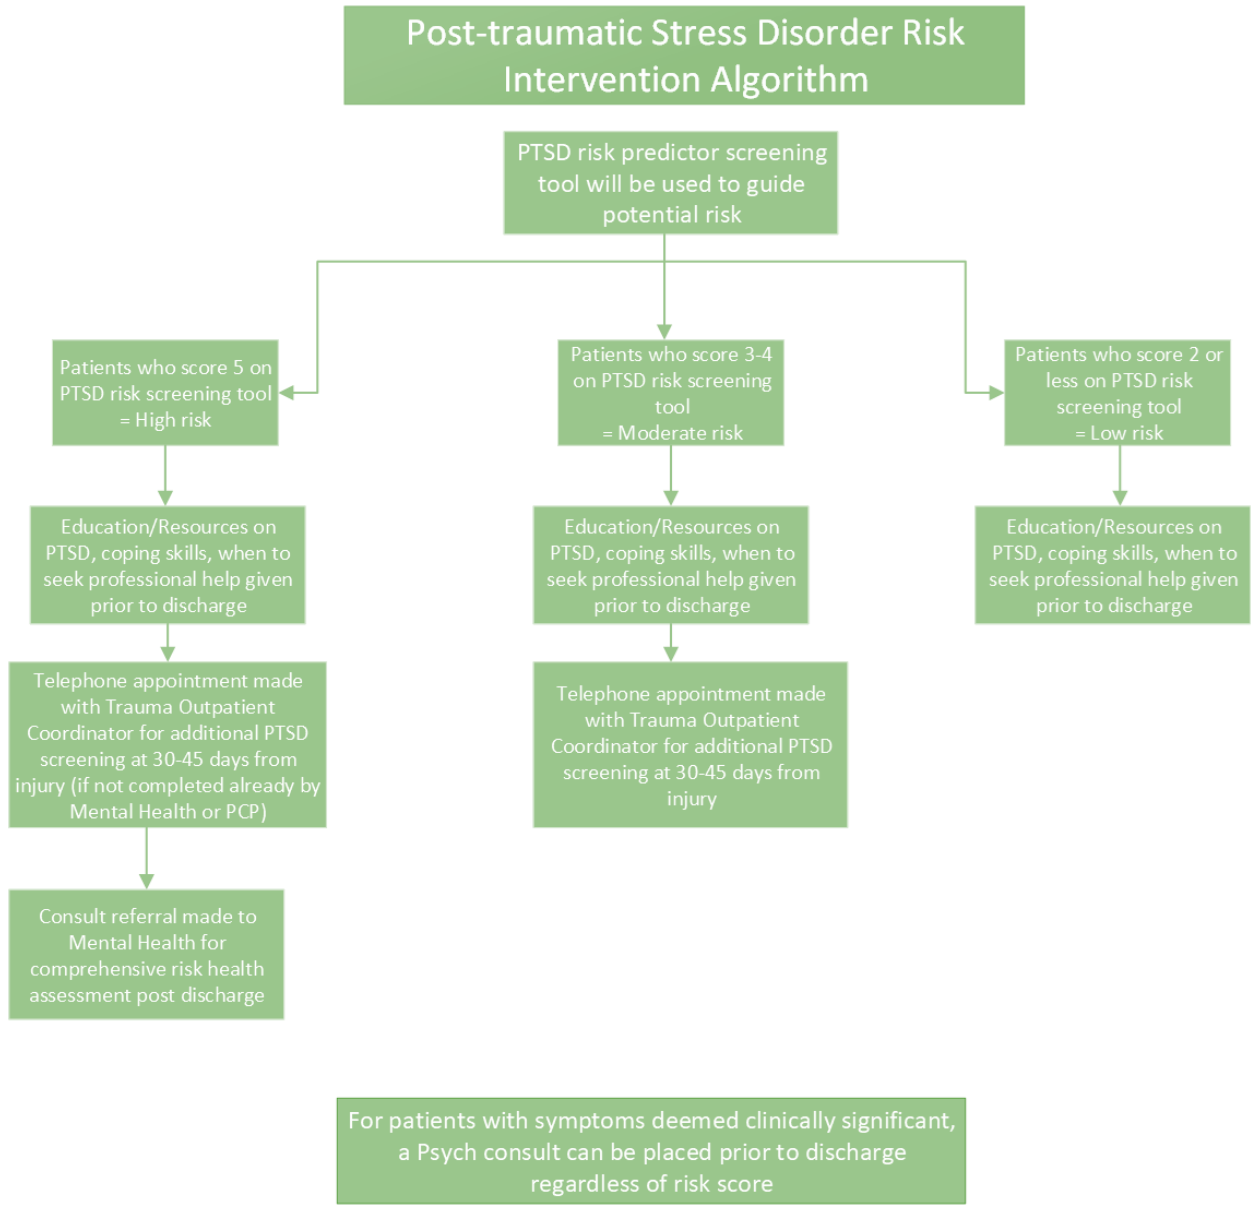 Post-traumatic Stress Disorder Risk
Intervention Algorithm
PTSD risk predictor screening
tool will be used to guide
potential risk
Patients who score 5 on
PTSD risk screening tool
= High risk
Patients who score 3-4
on PTSD risk screening
tool
= Moderate risk
Patients who score 2 or
less on PTSD risk
screening tool
= Low risk
Education/Resources on
PTSD, coping skills, when to
seek professional help given
prior to discharge
Education/Resources on
PTSD, coping skills, when to
seek professional help given
prior to discharge
Education/Resources on
PTSD, coping skills, when to
seek professional help given
prior to discharge
Telephone appointment made
with Trauma Outpatient
Coordinator for additional PTSD
screening at 30-45 days from
injury (if not completed already by
Mental Health or PCP)
Telephone appointment made
with Trauma Outpatient
Coordinator for additional PTSD
screening at 30-45 days from
injury
Consult referral made to
Mental Health for
comprehensive risk health
assessment post discharge
For patients with symptoms deemed clinically significant,
a Psych consult can be placed prior to discharge
regardless of risk score